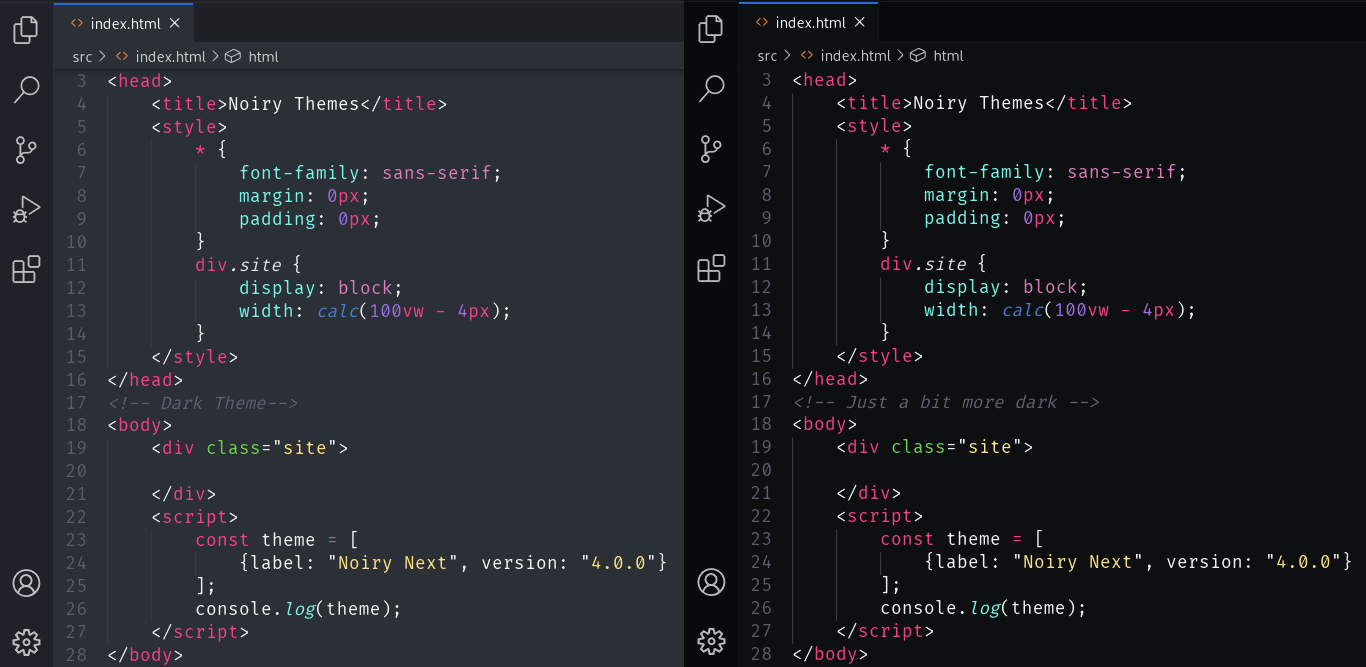 index.html
src > index.html > html
3 <head>
4     <title>Noiry Themes</title>
5     <style>
6         * {
7             font-family: sans-serif;
8             margin: 0px;
9             padding: 0px;
10         }
11         div.site {
12             display: block;
13             width: calc(100vw - 4px);
14         }
15     </style>
16 </head>
17 <!-- Dark Theme-->
18 <body>
19     <div class="site">
20
21     </div>
22     <script>
23         const theme = [
24             {label: "Noiry Next", version: "4.0.0"}
25         ];
26         console.log(theme);
27     </script>
28 </body>
index.html
src > index.html > html
3 <head>
4     <title>Noiry Themes</title>
5     <style>
6         * {
7             font-family: sans-serif;
8             margin: 0px;
9             padding: 0px;
10         }
11         div.site {
12             display: block;
13             width: calc(100vw - 4px);
14         }
15     </style>
16 </head>
17 <!-- Just a bit more dark -->
18 <body>
19     <div class="site">
20
21     </div>
22     <script>
23         const theme = [
24             {label: "Noiry Next", version: "4.0.0"}
25         ];
26         console.log(theme);
27     </script>
28 </body>